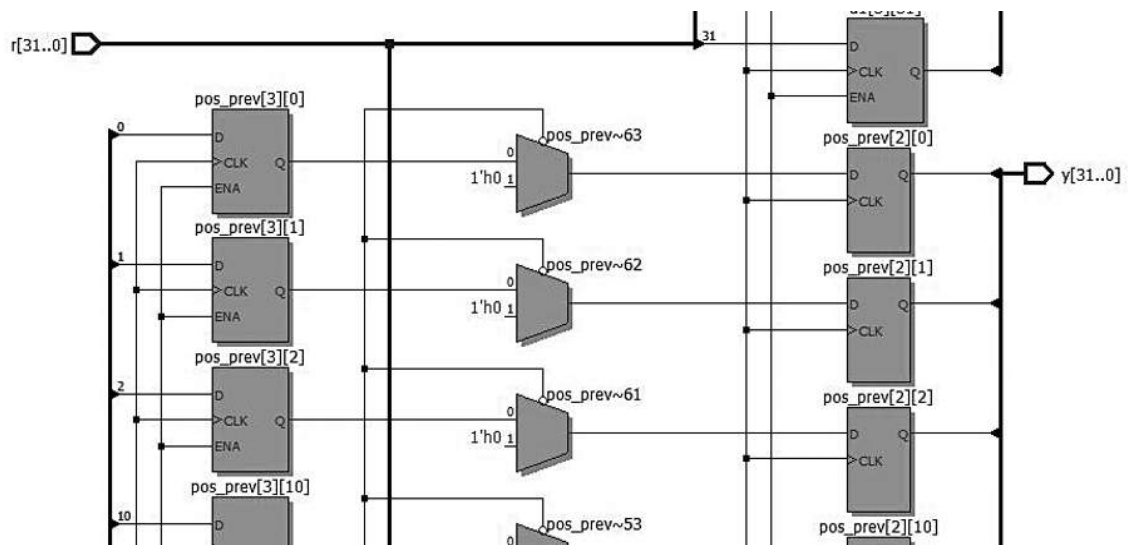 d1[3][31]
r[31..0]
31
D
CLK
Q
ENA
pos_prev[3][0]
0
D
CLK
Q
ENA
pos_prev~63
0
1'h0 1
pos_prev[2][0]
D
Q
CLK
y[31..0]
pos_prev[3][1]
1
D
CLK
Q
ENA
pos_prev~62
0
1'h0 1
pos_prev[2][1]
D
Q
CLK
pos_prev[3][2]
2
D
CLK
Q
ENA
pos_prev~61
0
1'h0 1
pos_prev[2][2]
D
Q
CLK
pos_prev[3][10]
10
D
pos_prev~53
0
pos_prev[2][10]